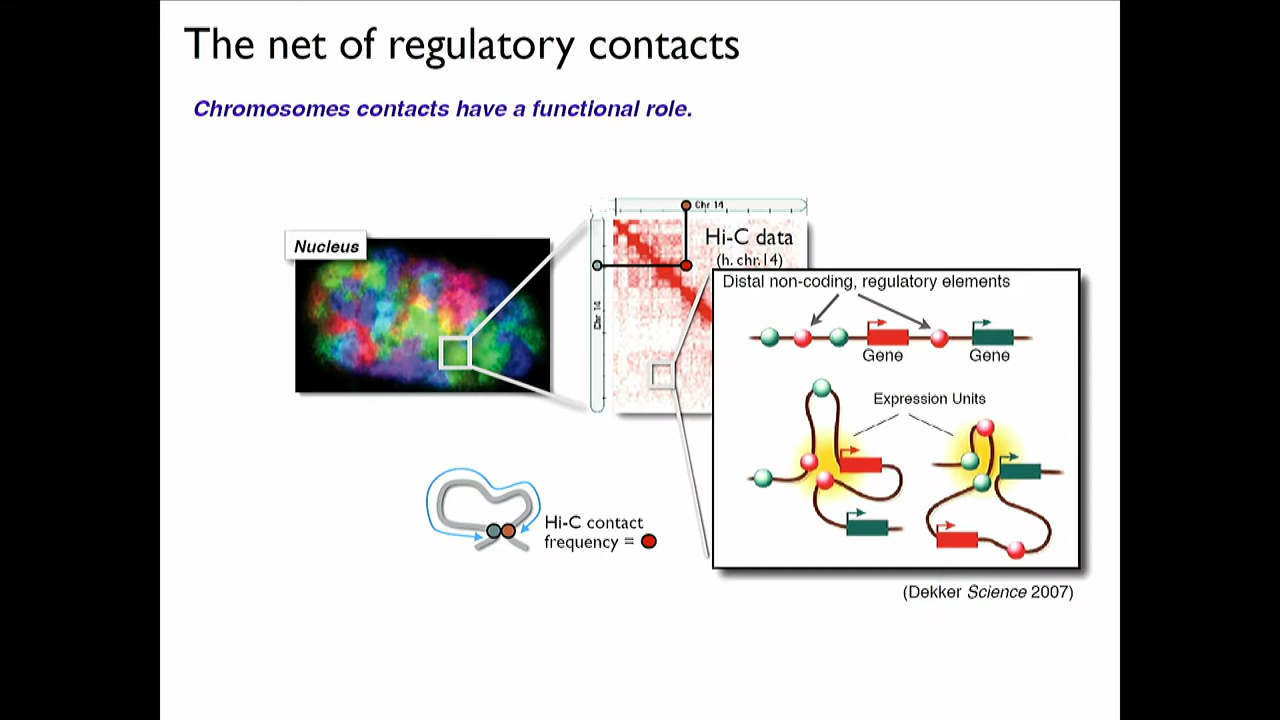 The net of regulatory contacts
Chromosomes contacts have a functional role.
Nucleus
Chr 14
Chr 14
Hi-C data
(h. chr.14)
Distal non-coding, regulatory elements
Gene
Gene
Expression Units
Hi-C contact
frequency =
(Dekker Science 2007)